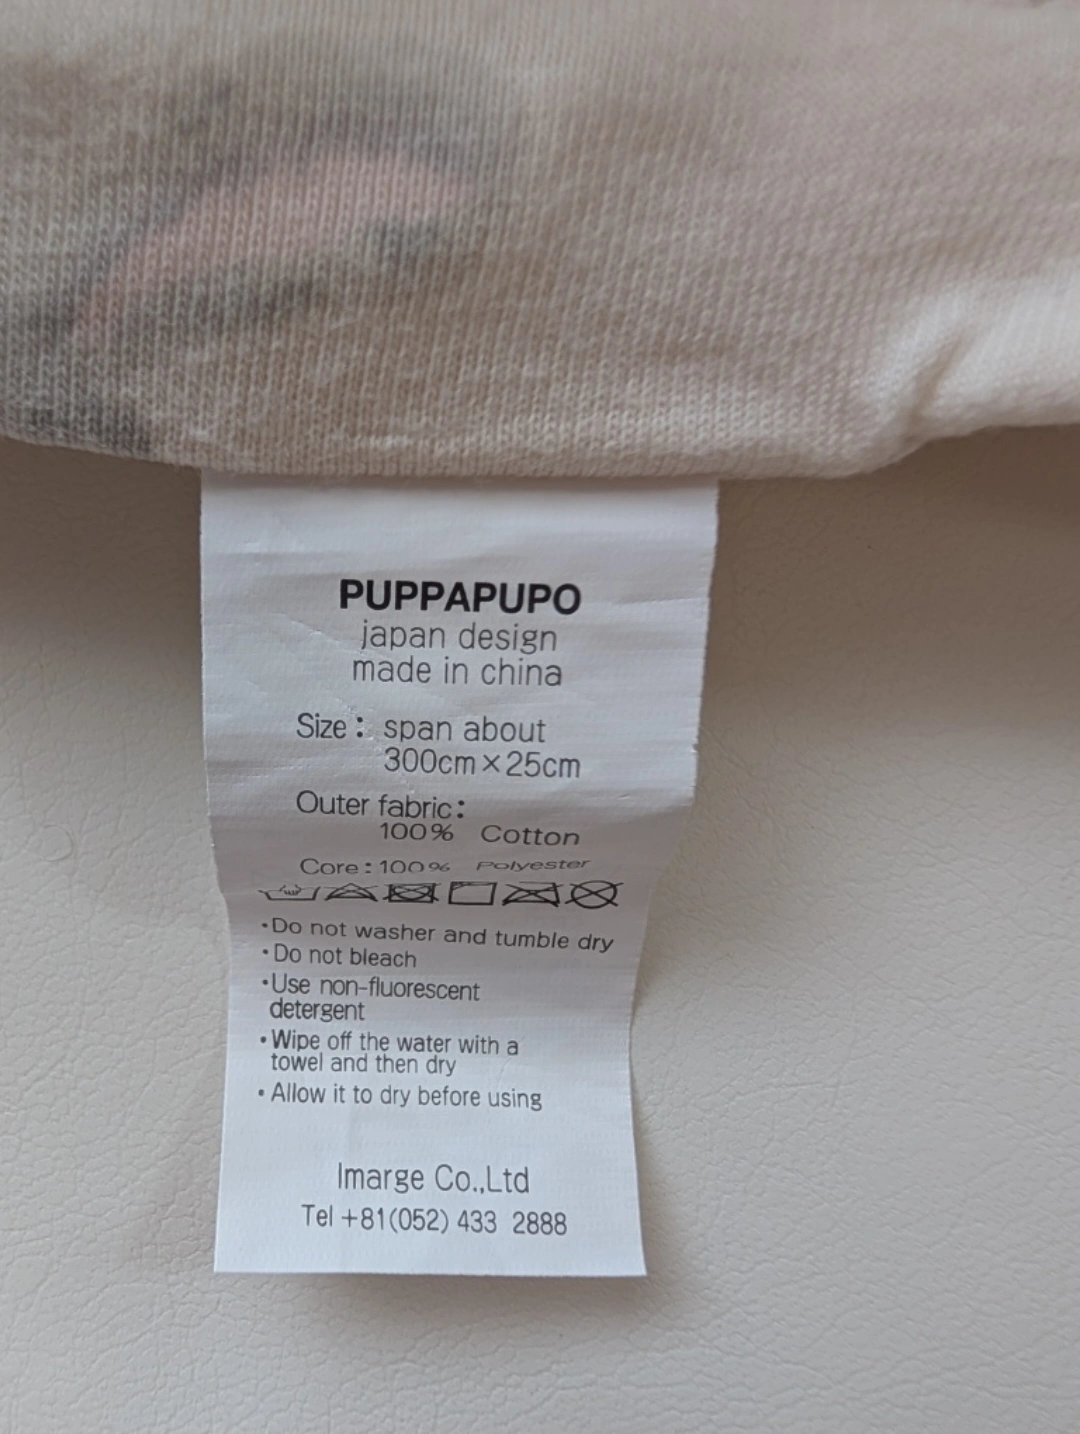 PUPPAPUPO
japan design
made in china
Size: span about
300cm×25cm
Outer fabric:
100% Cotton
Core:100% Polyester
・Do not washer and tumble dry
・Do not bleach
・Use non-fluorescent
detergent
・Wipe off the water with a
towel and then dry
・Allow it to dry before using
Imarge Co.,Ltd
Tel +81(052) 433 2888